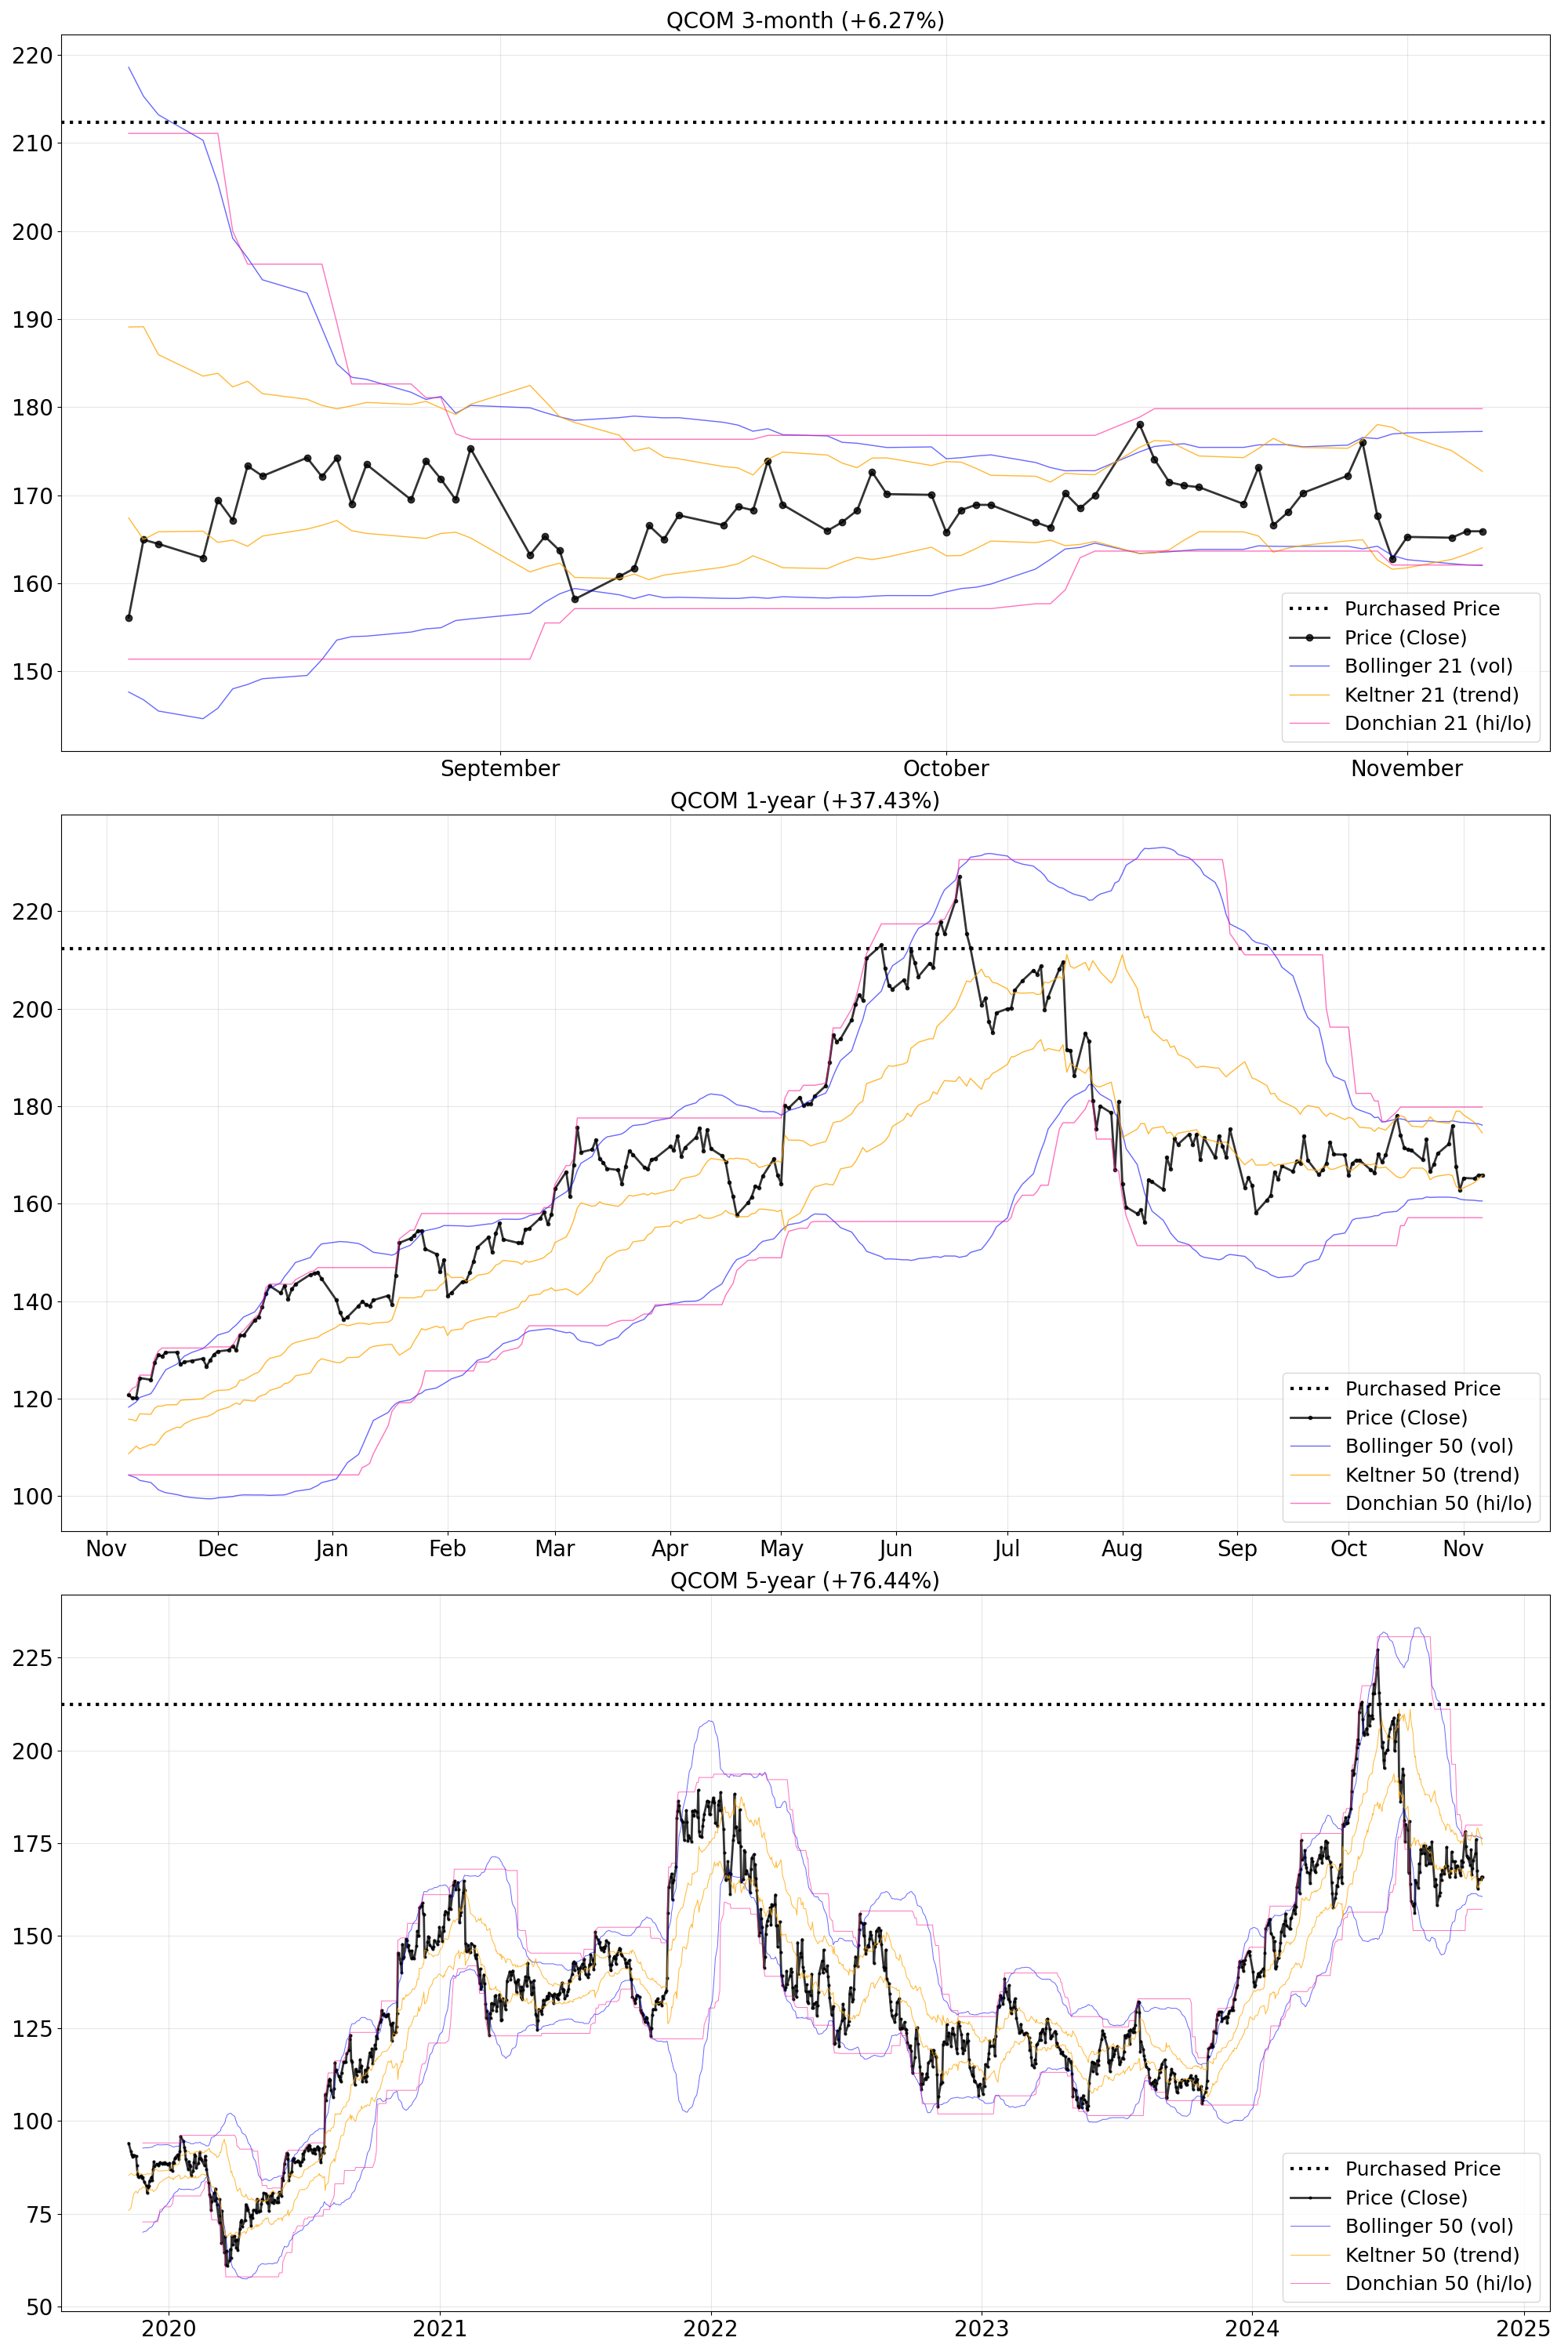 QCOM 3-month (+6.27%)
220
210
200
190
180
170
160
150
Purchased Price
Price (Close)
Bollinger 21 (vol)
Keltner 21 (trend)
Donchian 21 (hi/lo)
September October November
QCOM 1-year (+37.43%)
220
200
180
160
140
120
100
Purchased Price
Price (Close)
Bollinger 50 (vol)
Keltner 50 (trend)
Donchian 50 (hi/lo)
Nov Dec Jan Feb Mar Apr May Jun Jul Aug Sep Oct Nov
QCOM 5-year (+76.44%)
225
200
175
150
125
100
75
50
Purchased Price
Price (Close)
Bollinger 50 (vol)
Keltner 50 (trend)
Donchian 50 (hi/lo)
2020 2021 2022 2023 2024 2025